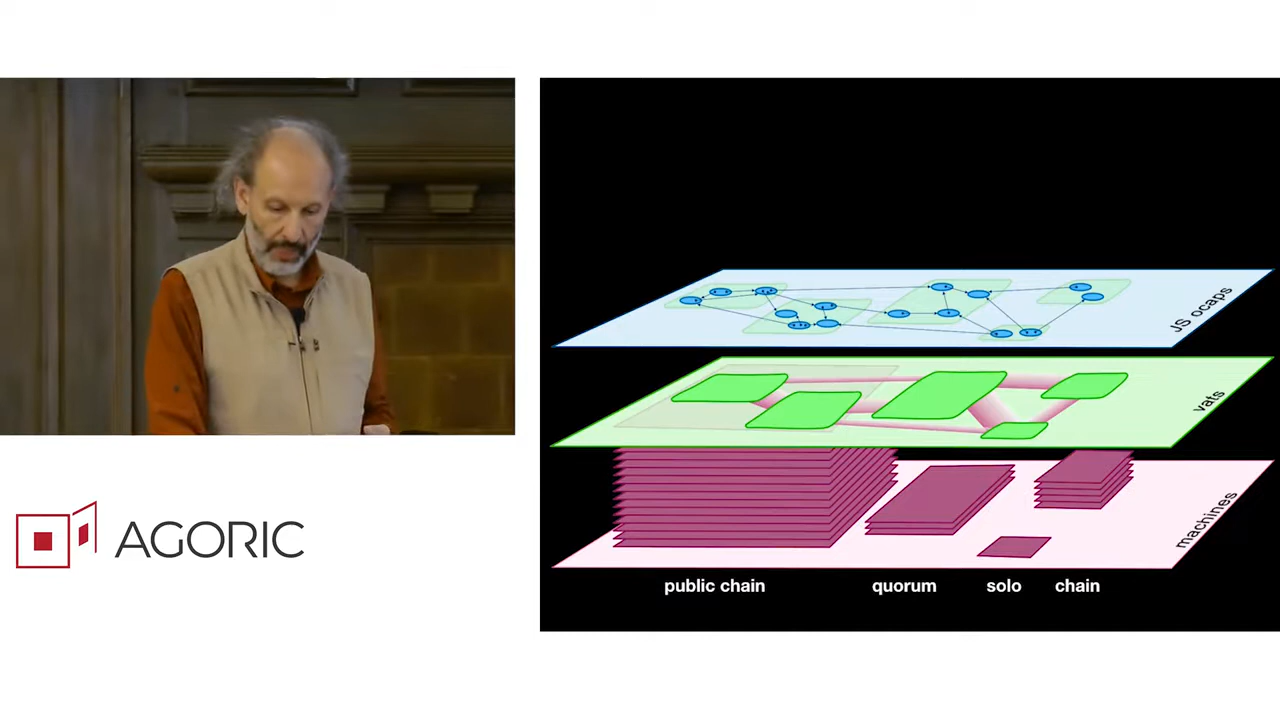 AGORIC
JS ocaps
vats
machines
public chain
quorum
solo
chain